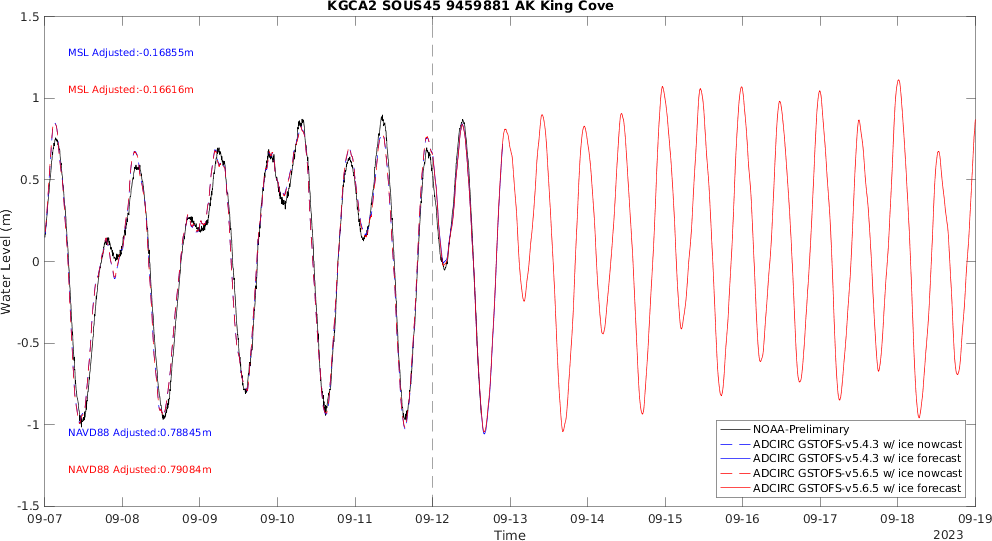 KGCA2 SOUS45 9459881 AK King Cove
1.5
1
0.5
0
-0.5
-1
-1.5
Water Level (m)
MSL Adjusted:-0.16855m
MSL Adjusted:-0.16616m
NAVD88 Adjusted:0.78845m
NAVD88 Adjusted:0.79084m
NOAA-Preliminary
ADCIRC GSTOFS-v5.4.3 w/ ice nowcast
ADCIRC GSTOFS-v5.4.3 w/ ice forecast
ADCIRC GSTOFS-v5.6.5 w/ ice nowcast
ADCIRC GSTOFS-v5.6.5 w/ ice forecast
09-07 09-08 09-09 09-10 09-11 09-12 09-13 09-14 09-15 09-16 09-17 09-18 09-19
Time
2023